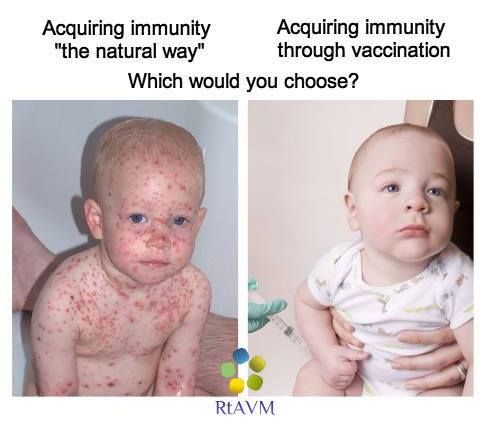 Acquiring immunity
"the natural way"
Acquiring immunity
through vaccination
Which would you choose?
RtAVM